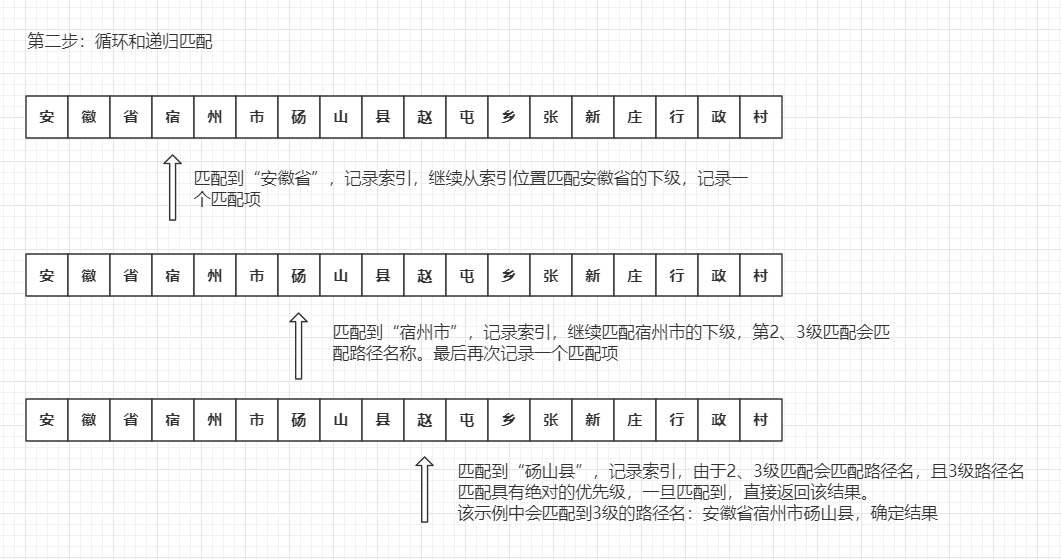 第二步：循环和递归匹配
安 徽 省 宿 州 市 砀 山 县 赵 屯 乡 张 新 庄 行 政 村
匹配到“安徽省”，记录索引，继续从索引位置匹配安徽省的下级，记录一
个匹配项
安 徽 省 宿 州 市 砀 山 县 赵 屯 乡 张 新 庄 行 政 村
匹配到“宿州市”，记录索引，继续匹配宿州市的下级，第2、3级匹配会匹
配路径名称。最后再次记录一个匹配项
安 徽 省 宿 州 市 砀 山 县 赵 屯 乡 张 新 庄 行 政 村
匹配到“砀山县”，记录索引，由于2、3级匹配会匹配路径名，且3级路径名
匹配具有绝对的优先级，一旦匹配到，直接返回该结果。
该示例中会匹配到3级的路径名：安徽省宿州市砀山县，确定结果